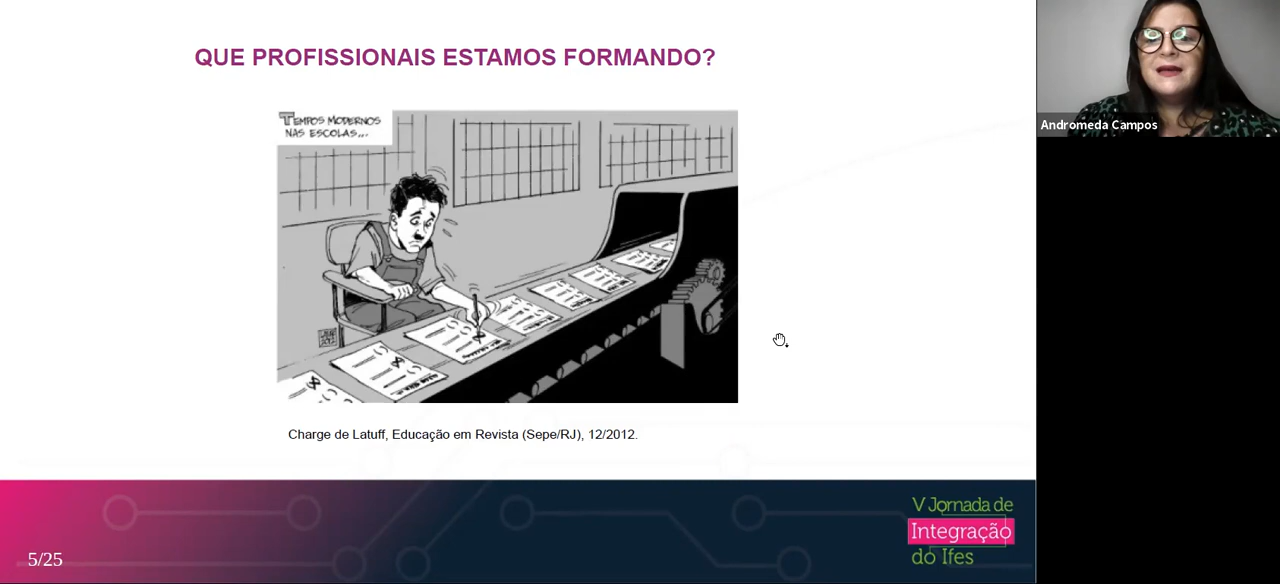 QUE PROFISSIONAIS ESTAMOS FORMANDO?
TEMPOS MODERNOS
NAS ESCOLAS...
Charge de Latuff, Educação em Revista (Sepe/RJ), 12/2012.
5/25
V Jornada de
Integração
do Ifes
Andromeda Campos